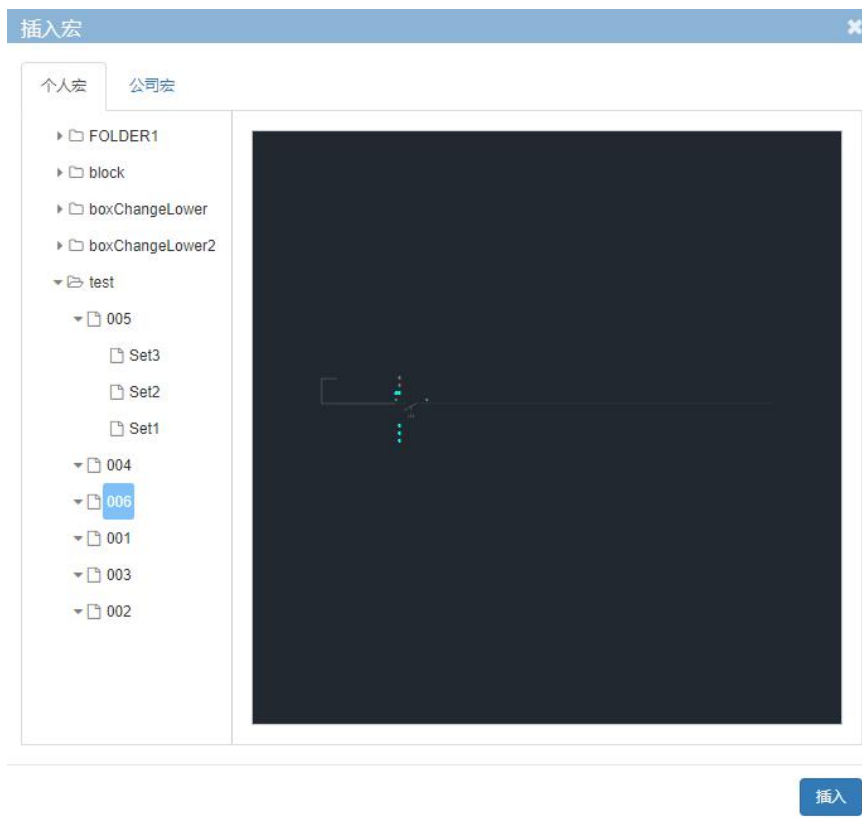 插入宏
个人宏
公司宏
FOLDER1
block
boxChangeLower
boxChangeLower2
test
005
Set3
Set2
Set1
004
006
001
003
002
插入